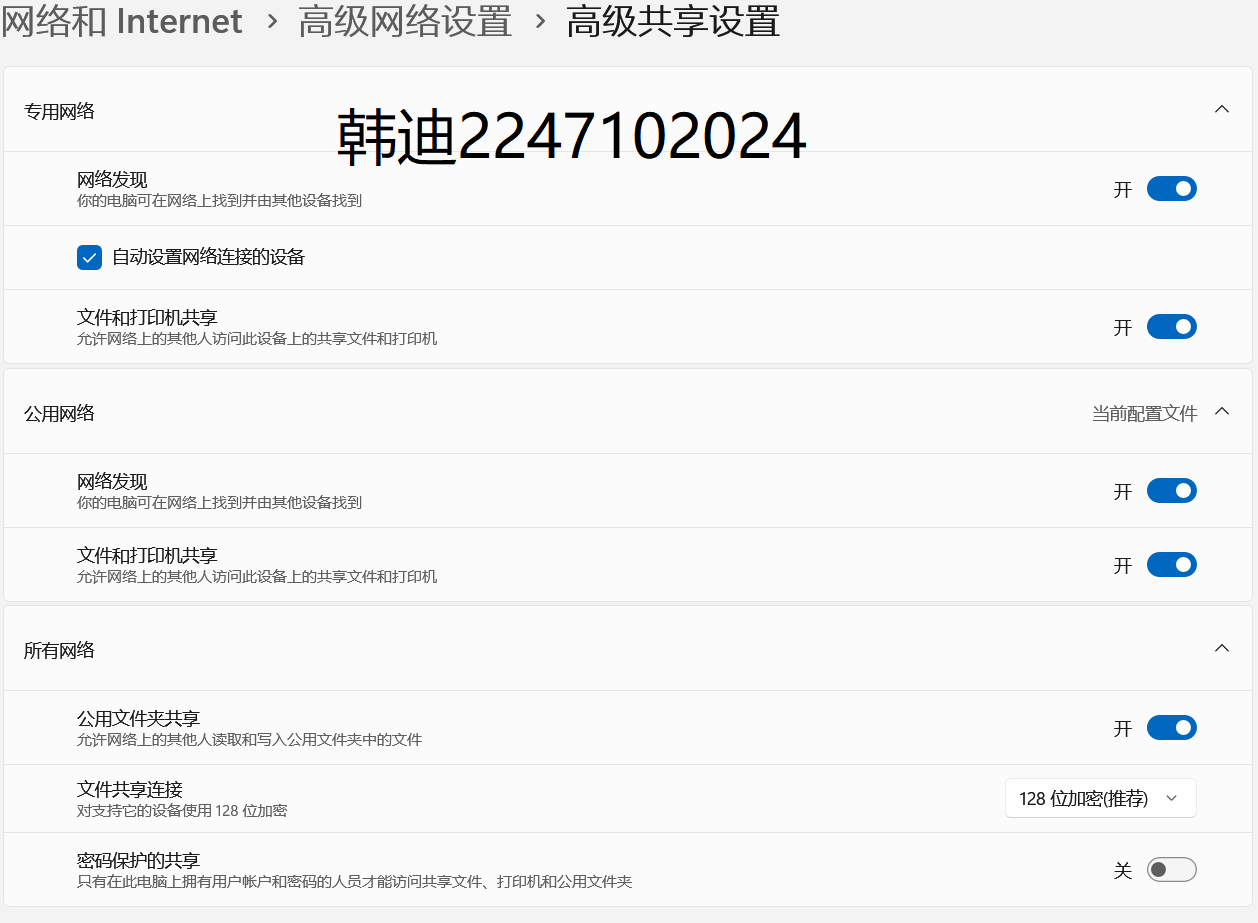 网络和 Internet › 高级网络设置 › 高级共享设置
专用网络
韩迪2247102024
网络发现
你的电脑可在网络上找到并由其他设备找到
开
自动设置网络连接的设备
文件和打印机共享
允许网络上的其他人访问此设备上的共享文件和打印机
开
公用网络
当前配置文件
网络发现
你的电脑可在网络上找到并由其他设备找到
开
文件和打印机共享
允许网络上的其他人访问此设备上的共享文件和打印机
开
所有网络
公用文件夹共享
允许网络上的其他人读取和写入公用文件夹中的文件
开
文件共享连接
对支持它的设备使用 128 位加密
128 位加密(推荐)
密码保护的共享
只有在此电脑上拥有用户帐户和密码的人员才能访问共享文件、打印机和公用文件夹
关